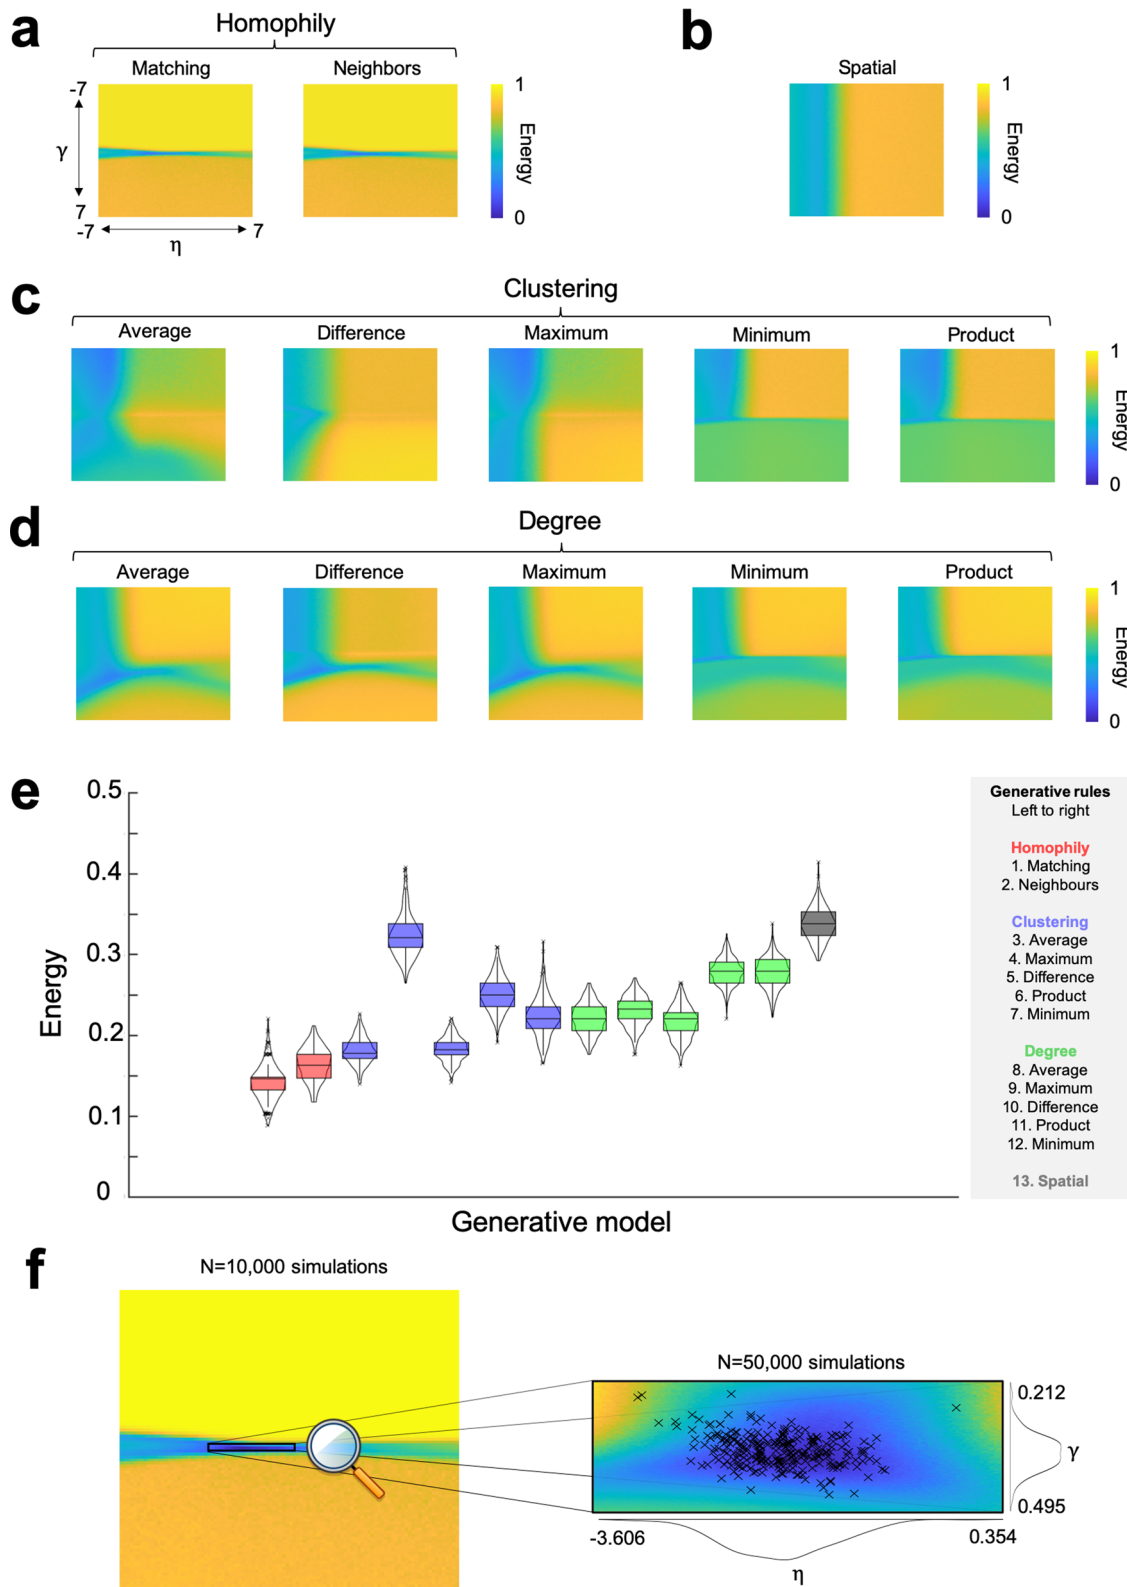 a
Homophily
Matching
Neighbors
-7
γ
7
-7
7
η
1
Energy
0
b
Spatial
1
Energy
0
c
Clustering
Average
Difference
Maximum
Minimum
Product
1
Energy
0
d
Degree
Average
Difference
Maximum
Minimum
Product
1
Energy
0
e
0.5
0.4
0.3
0.2
0.1
0
Energy
Generative model
Generative rules
Left to right
Homophily
1. Matching
2. Neighbours
Clustering
3. Average
4. Maximum
5. Difference
6. Product
7. Minimum
Degree
8. Average
9. Maximum
10. Difference
11. Product
12. Minimum
13. Spatial
f
N=10,000 simulations
N=50,000 simulations
0.212
γ
0.495
-3.606
0.354
η